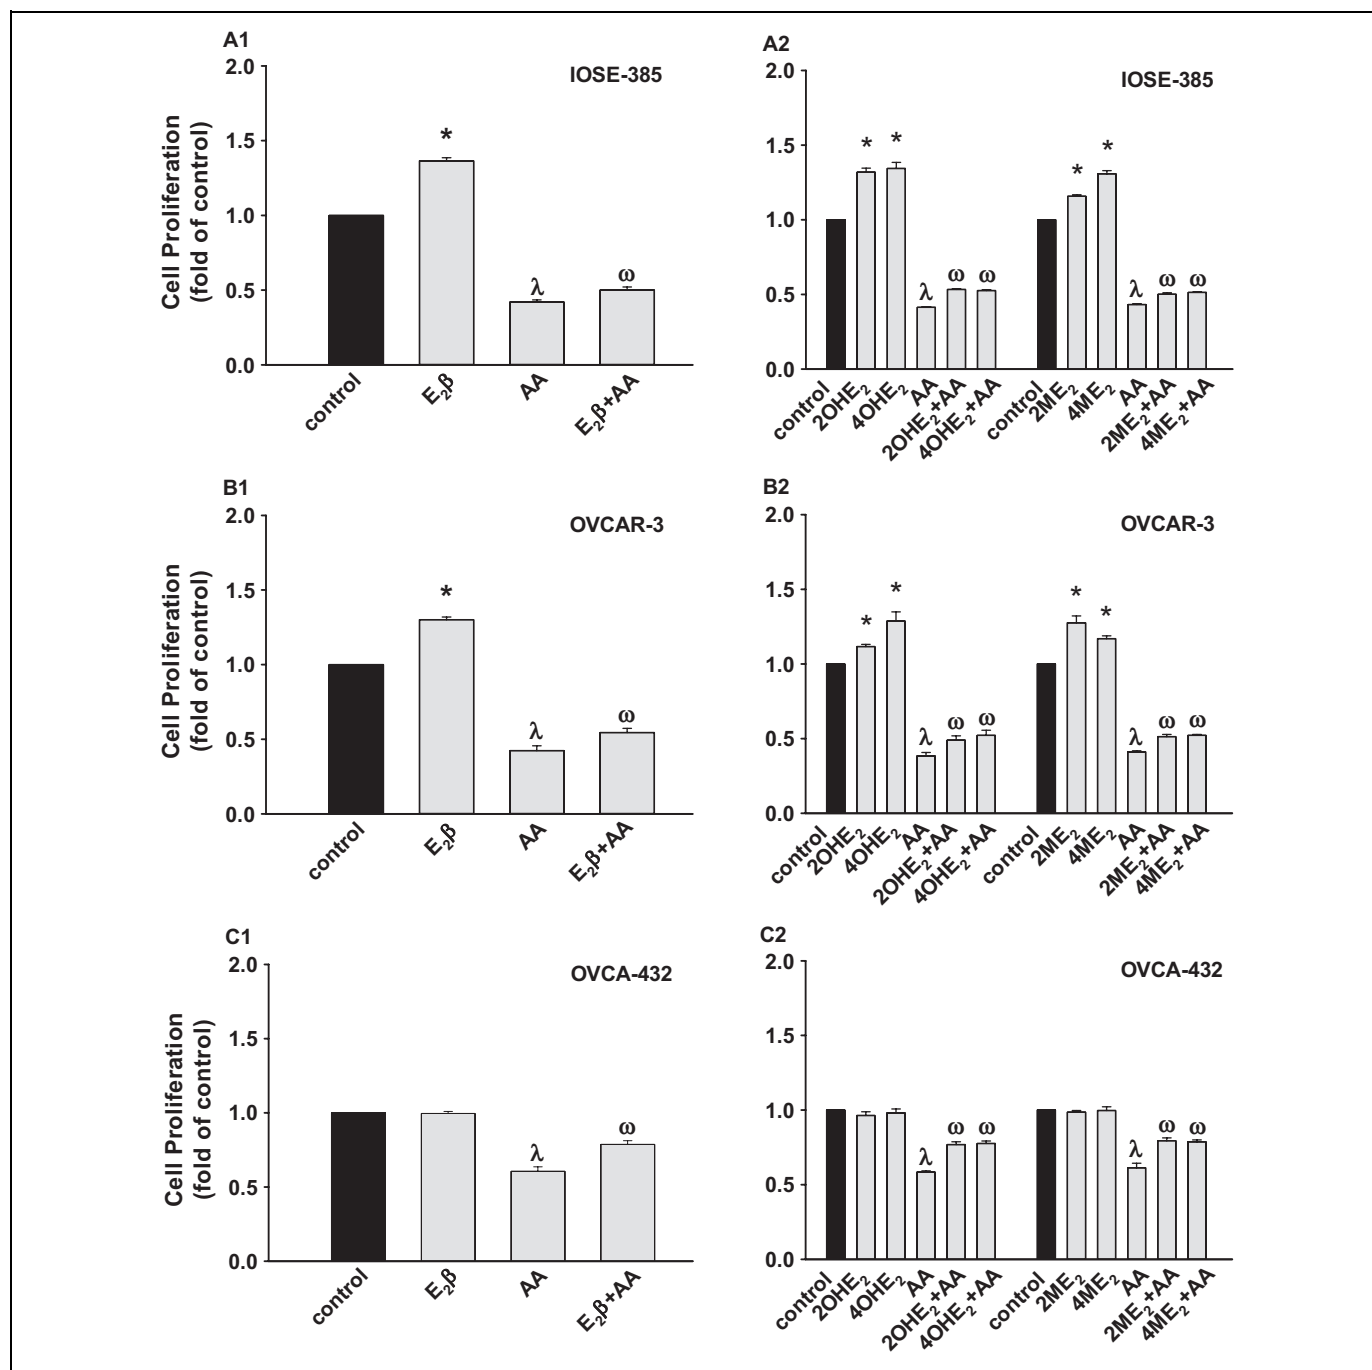 A1
IOSE-385
Cell Proliferation
(fold of control)
2.0
1.5
1.0
0.5
0.0
*
λ
ω
control
E₂β
AA
E₂β+AA
A2
IOSE-385
2.0
1.5
1.0
0.5
0.0
* * * *
λ ω ω λ ω ω
control
2OHE₂
4OHE₂
AA
2OHE₂+AA
4OHE₂+AA
control
2ME₂
4ME₂
AA
2ME₂+AA
4ME₂+AA
B1
OVCAR-3
Cell Proliferation
(fold of control)
2.0
1.5
1.0
0.5
0.0
*
λ
ω
control
E₂β
AA
E₂β+AA
B2
OVCAR-3
2.0
1.5
1.0
0.5
0.0
* * * *
λ ω ω λ ω ω
control
2OHE₂
4OHE₂
AA
2OHE₂+AA
4OHE₂+AA
control
2ME₂
4ME₂
AA
2ME₂+AA
4ME₂+AA
C1
OVCA-432
Cell Proliferation
(fold of control)
2.0
1.5
1.0
0.5
0.0
λ
ω
control
E₂β
AA
E₂β+AA
C2
OVCA-432
2.0
1.5
1.0
0.5
0.0
λ ω ω λ ω ω
control
2OHE₂
4OHE₂
AA
2OHE₂+AA
4OHE₂+AA
control
2ME₂
4ME₂
AA
2ME₂+AA
4ME₂+AA